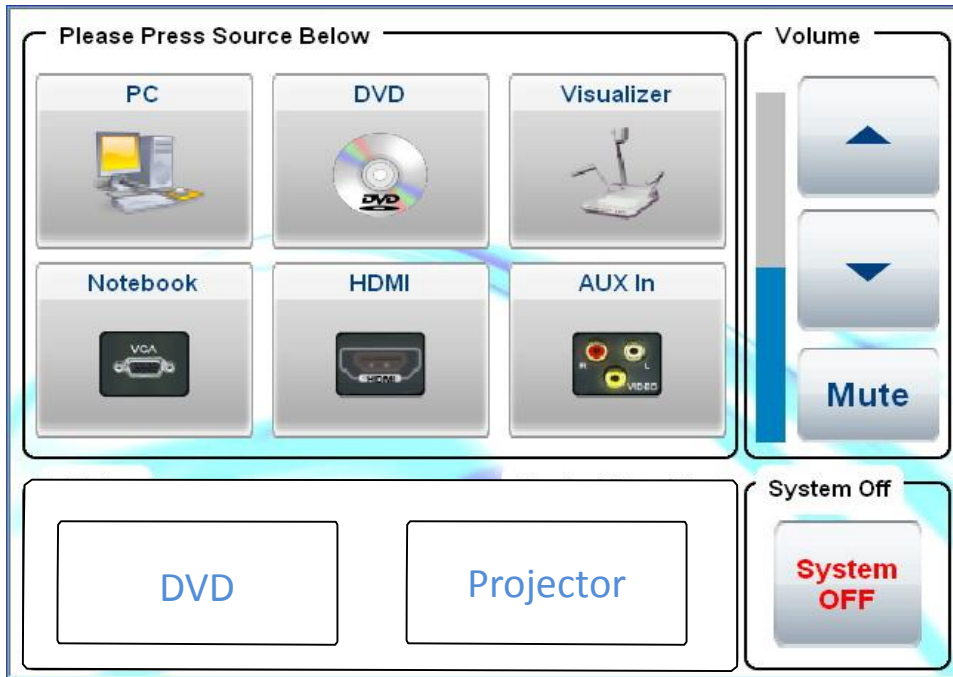 Please Press Source Below
Volume
PC
DVD
Visualizer
DVD
Notebook
HDMI
AUX In
VGA
HDMI
R
L
VIDEO
Mute
System Off
DVD
Projector
System
OFF